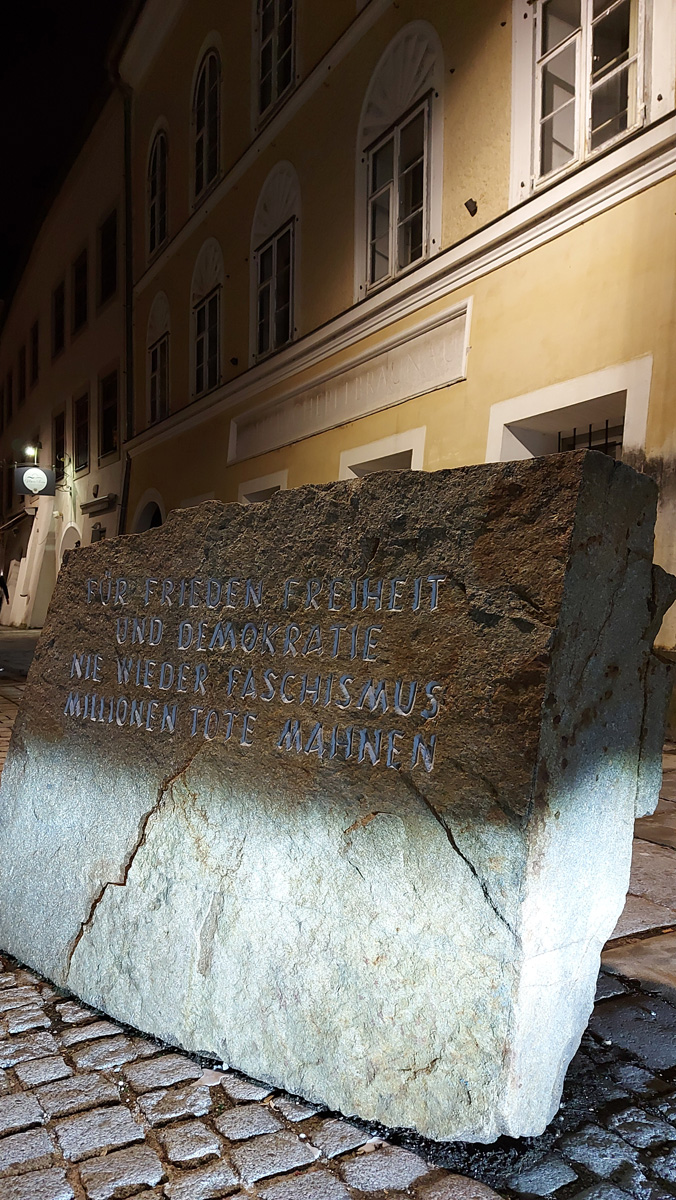 FÜR FRIEDEN FREIHEIT
UND DEMOKRATIE
NIE WIEDER FASCHISMUS
MILLIONEN TOTE MAHNEN